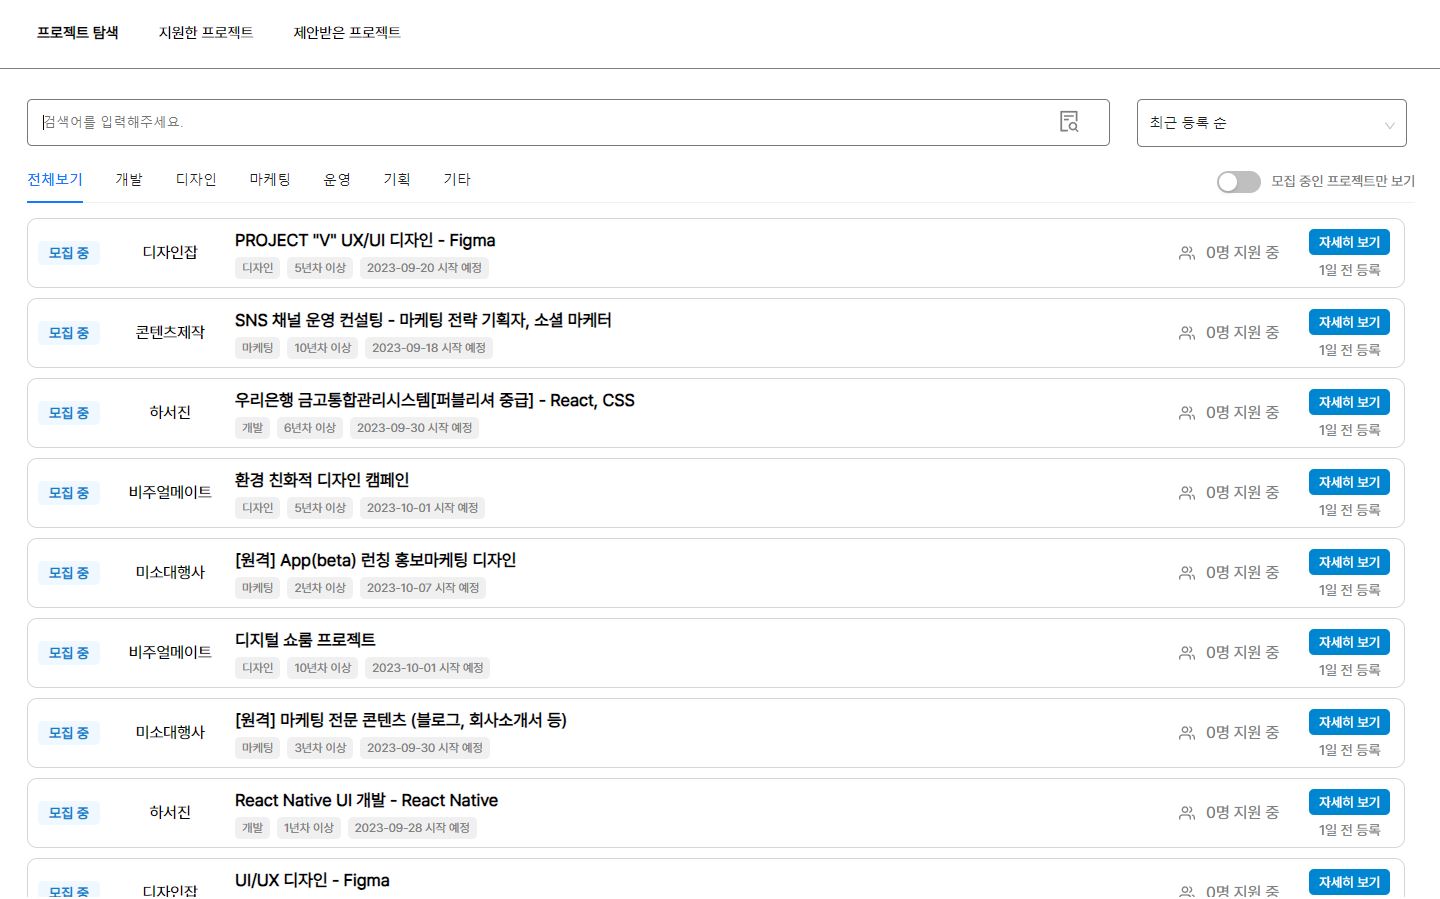 프로젝트 탐색 지원한 프로젝트 제안받은 프로젝트
검색어를 입력해주세요. 최근 등록 순
전체보기 개발 디자인 마케팅 운영 기획 기타 모집 중인 프로젝트만 보기
모집 중 디자인잡 PROJECT "V" UX/UI 디자인 - Figma 0명 지원 중 자세히 보기
디자인 5년차 이상 2023-09-20 시작 예정 1일 전 등록
모집 중 콘텐츠제작 SNS 채널 운영 컨설팅 - 마케팅 전략 기획자, 소셜 마케터 0명 지원 중 자세히 보기
마케팅 10년차 이상 2023-09-18 시작 예정 1일 전 등록
모집 중 하서진 우리은행 금고통합관리시스템[퍼블리셔 중급] - React, CSS 0명 지원 중 자세히 보기
개발 6년차 이상 2023-09-30 시작 예정 1일 전 등록
모집 중 비주얼메이트 환경 친화적 디자인 캠페인 0명 지원 중 자세히 보기
디자인 5년차 이상 2023-10-01 시작 예정 1일 전 등록
모집 중 미소대행사 [원격] App(beta) 런칭 홍보마케팅 디자인 0명 지원 중 자세히 보기
마케팅 2년차 이상 2023-10-07 시작 예정 1일 전 등록
모집 중 비주얼메이트 디지털 쇼룸 프로젝트 0명 지원 중 자세히 보기
디자인 10년차 이상 2023-10-01 시작 예정 1일 전 등록
모집 중 미소대행사 [원격] 마케팅 전문 콘텐츠 (블로그, 회사소개서 등) 0명 지원 중 자세히 보기
마케팅 3년차 이상 2023-09-30 시작 예정 1일 전 등록
모집 중 하서진 React Native UI 개발 - React Native 0명 지원 중 자세히 보기
개발 1년차 이상 2023-09-28 시작 예정 1일 전 등록
모집 중 디자인잡 UI/UX 디자인 - Figma 0명 지원 중 자세히 보기